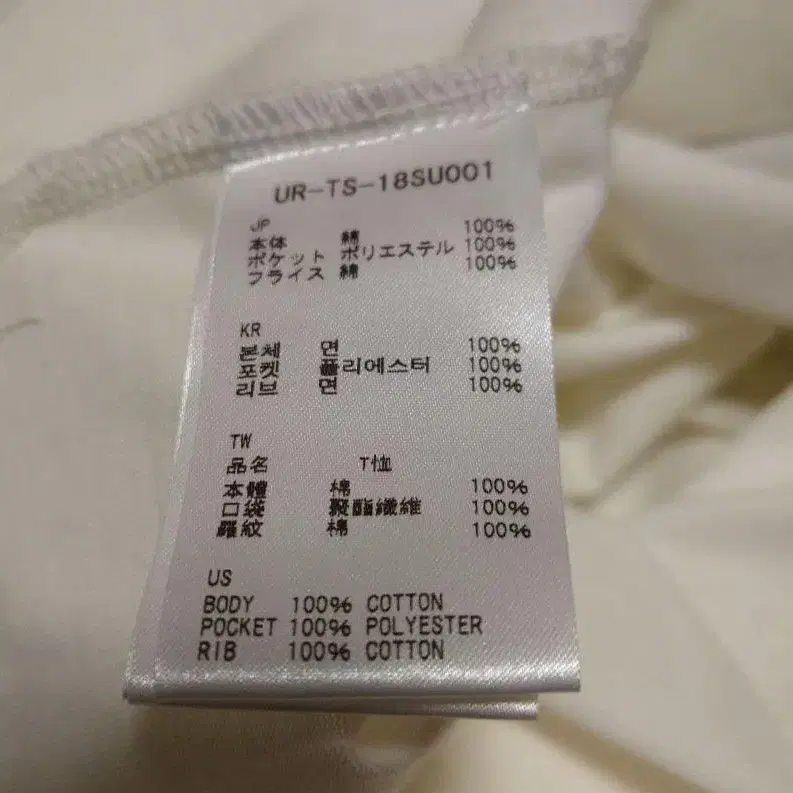 UR-TS-18SU001
JP
本体 綿 100%
ポケット ポリエステル 100%
フライス 綿 100%
KR
본체 면 100%
포켓 폴리에스터 100%
리브 면 100%
TW
品名 T恤
本體 棉 100%
口袋 聚酯纖維 100%
羅紋 棉 100%
US
BODY 100% COTTON
POCKET 100% POLYESTER
RIB 100% COTTON